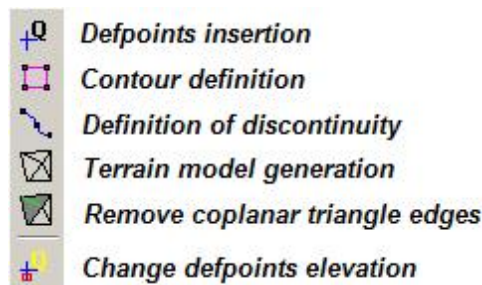 Q Defpoints insertion
Contour definition
Definition of discontinuity
Terrain model generation
Remove coplanar triangle edges
Change defpoints elevation